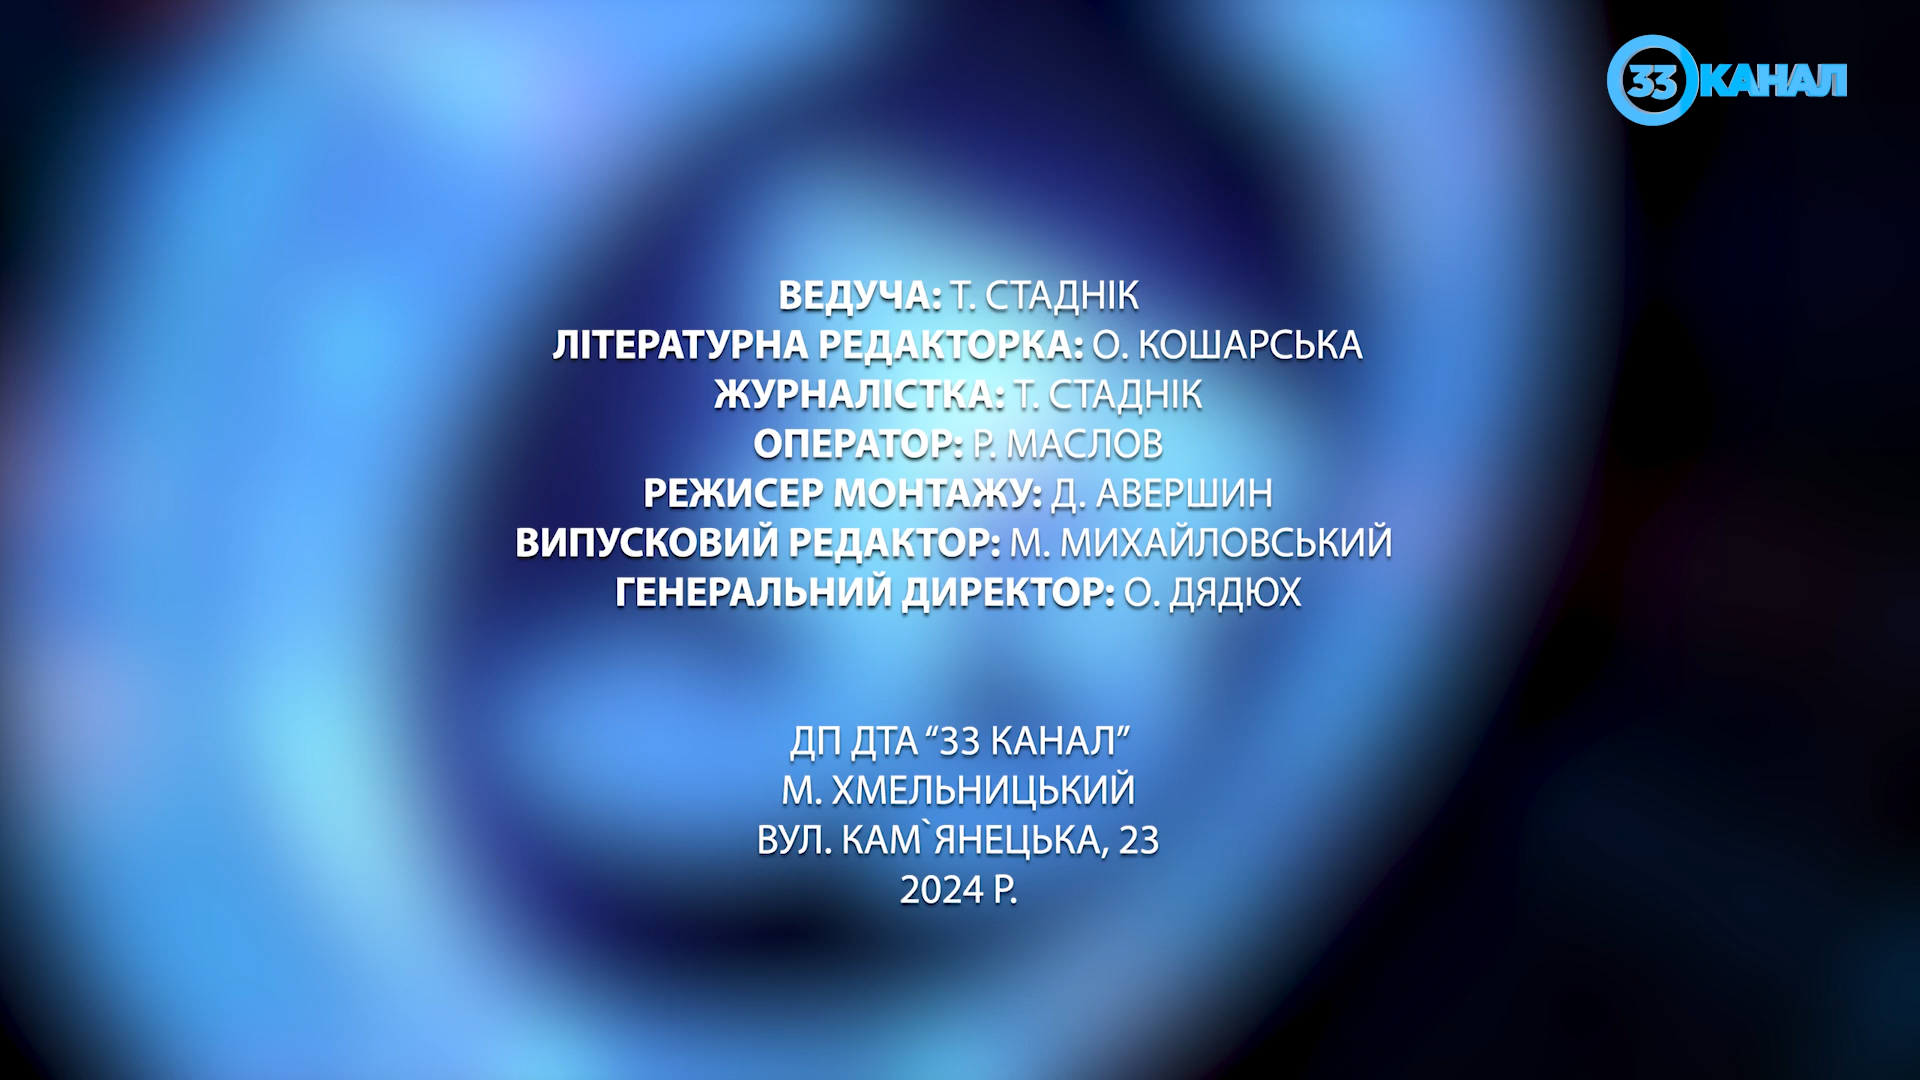 33 КАНАЛ
ВЕДУЧА: Т. СТАДНІК
ЛІТЕРАТУРНА РЕДАКТОРКА: О. КОШАРСЬКА
ЖУРНАЛІСТКА: Т. СТАДНІК
ОПЕРАТОР: Р. МАСЛОВ
РЕЖИСЕР МОНТАЖУ: Д. АВЕРШИН
ВИПУСКОВИЙ РЕДАКТОР: М. МИХАЙЛОВСЬКИЙ
ГЕНЕРАЛЬНИЙ ДИРЕКТОР: О. ДЯДЮХ
ДП ДТА “33 КАНАЛ”
М. ХМЕЛЬНИЦЬКИЙ
ВУЛ. КАМ`ЯНЕЦЬКА, 23
2024 Р.